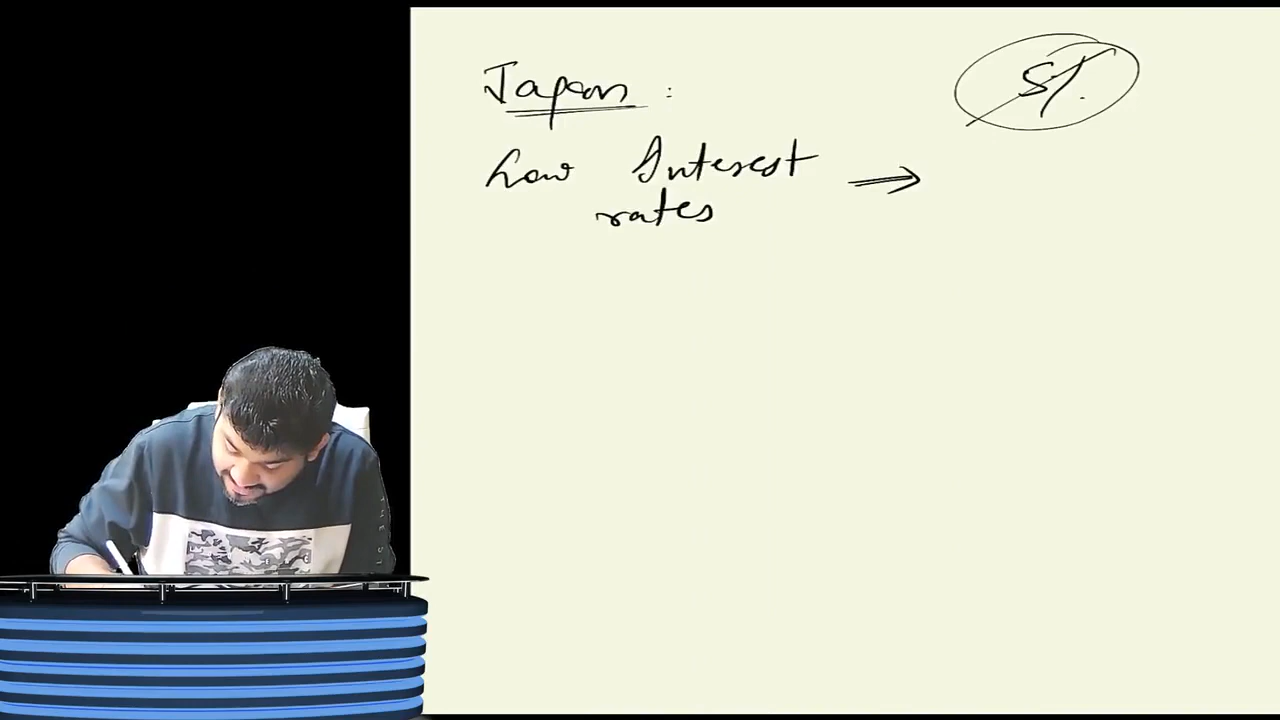 Japan :
Low Interest ⇒
rates